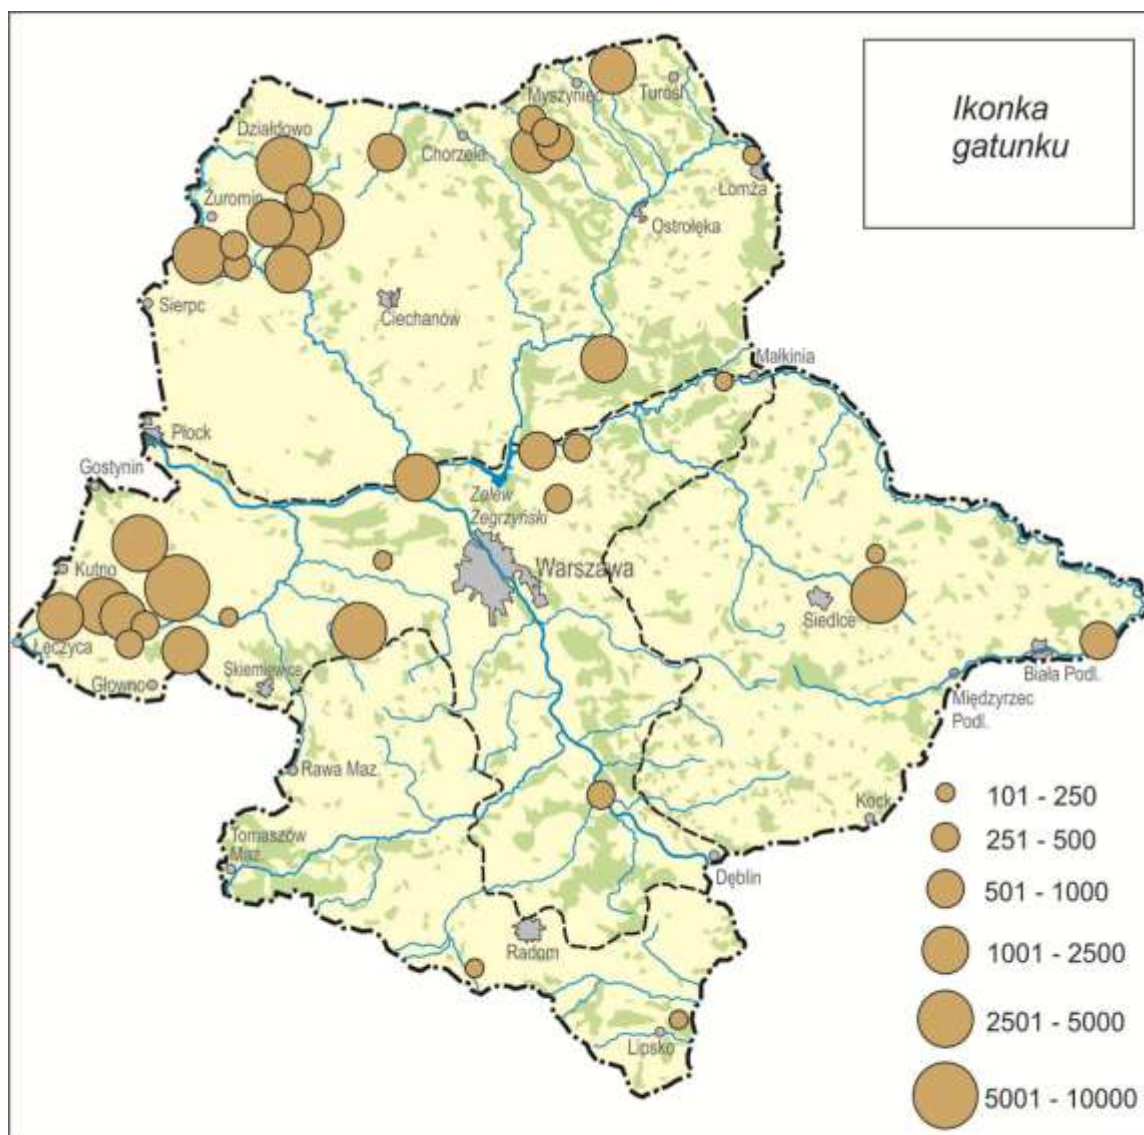 Ikonka
gatunku
Myszyniec
Turośl
Działdowo
Chorzele
Łomża
Żuromin
Ostrołęka
Sierpc
Ciechanów
Małkinia
Płock
Gostynin
Zalew
Zegrzyński
Kutno
Warszawa
Siedlce
Łęczyca
Skierniewice
Głowno
Biała Podl.
Międzyrzec
Podl.
Rawa Maz.
Kock
Tomaszów
Maz.
Dęblin
Radom
Lipsko
101 - 250
251 - 500
501 - 1000
1001 - 2500
2501 - 5000
5001 - 10000